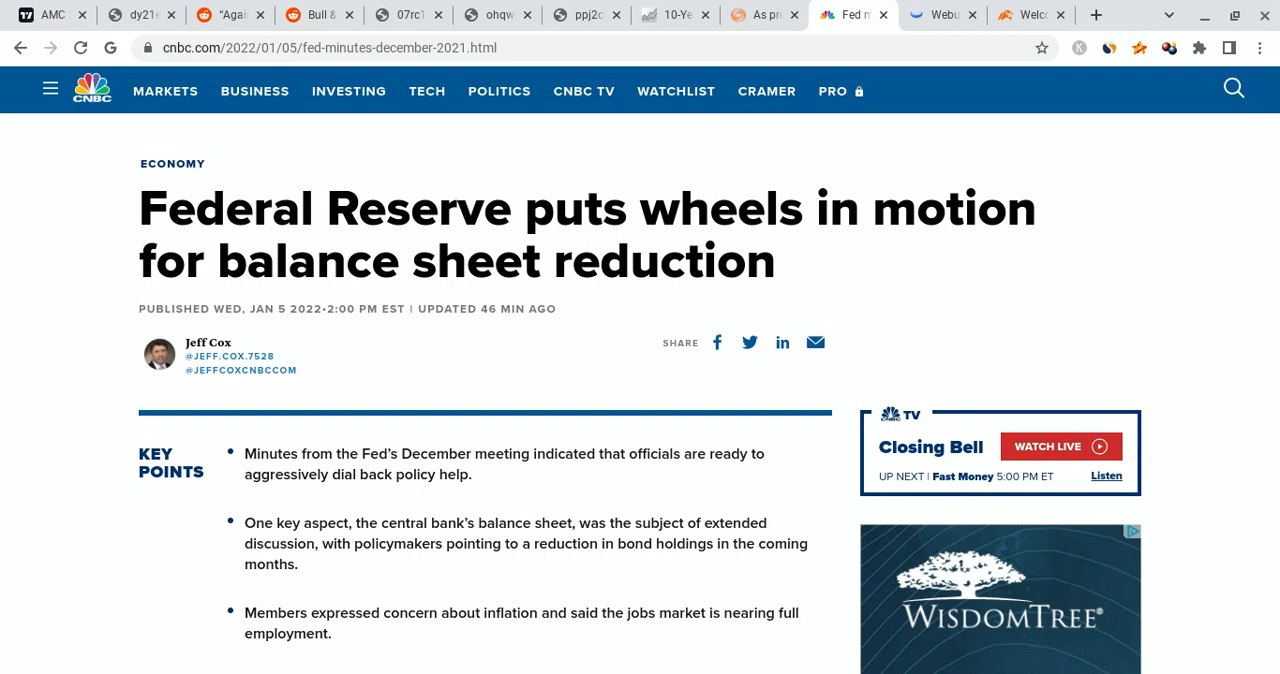 AMC
dy21e
“Agai
Bull &
07rc1
ohqw
ppj2c
10-Ye
As pr
Fed m
Webu
Welc
cnbc.com/2022/01/05/fed-minutes-december-2021.html
CNBC
MARKETS BUSINESS INVESTING TECH POLITICS CNBC TV WATCHLIST CRAMER PRO
ECONOMY
Federal Reserve puts wheels in motion
for balance sheet reduction
PUBLISHED WED, JAN 5 2022•2:00 PM EST | UPDATED 46 MIN AGO
Jeff Cox
@JEFF.COX.7528
@JEFFCOXCNBCCOM
SHARE
KEY
POINTS
• Minutes from the Fed’s December meeting indicated that officials are ready to
aggressively dial back policy help.
• One key aspect, the central bank’s balance sheet, was the subject of extended
discussion, with policymakers pointing to a reduction in bond holdings in the coming
months.
• Members expressed concern about inflation and said the jobs market is nearing full
employment.
CNBC TV
Closing Bell WATCH LIVE
UP NEXT | Fast Money 5:00 PM ET Listen
WISDOMTREE®